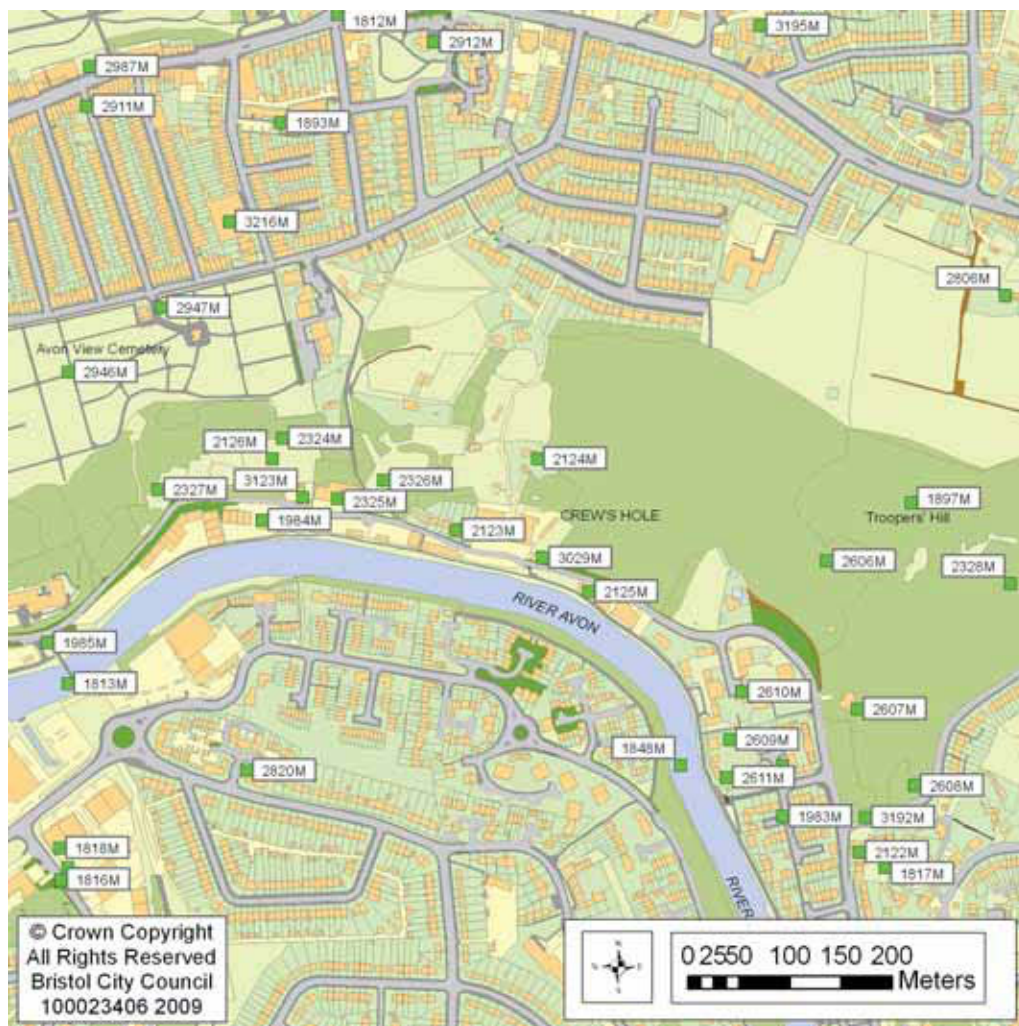 1812M
3195M
2912M
2987M
2911M
1893M
3216M
2806M
2947M
Avon View Cemetery
2946M
2324M
2126M
2124M
2326M
3123M
2327M
2325M
1897M
1984M
CREW'S HOLE
Troopers' Hill
2123M
3029M
2606M
2328M
2125M
RIVER AVON
1985M
1813M
2610M
2607M
2609M
1848M
2820M
2611M
2608M
1983M
3192M
1818M
2122M
1817M
1816M
RIVER
© Crown Copyright
All Rights Reserved
Bristol City Council
100023406 2009
N
0 25 50 100 150 200
Meters